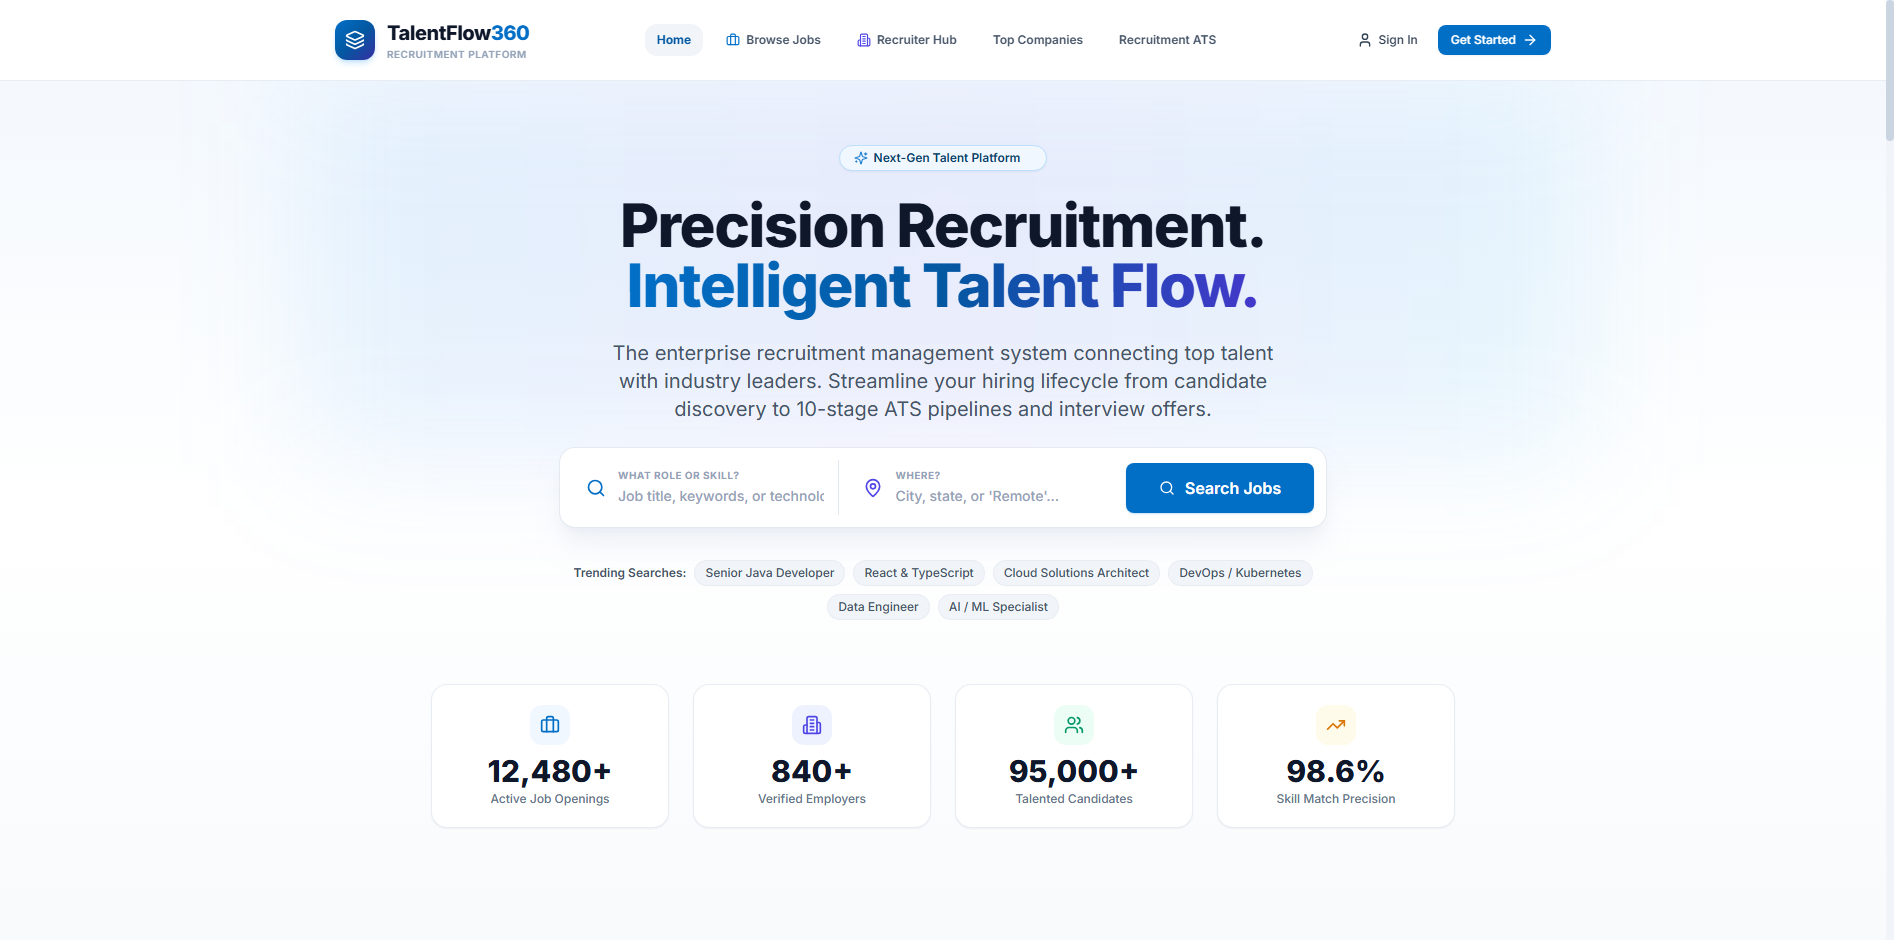 TalentFlow360
RECRUITMENT PLATFORM
Home
Browse Jobs
Recruiter Hub
Top Companies
Recruitment ATS
Sign In
Get Started
Next-Gen Talent Platform
Precision Recruitment.
Intelligent Talent Flow.
The enterprise recruitment management system connecting top talent
with industry leaders. Streamline your hiring lifecycle from candidate
discovery to 10-stage ATS pipelines and interview offers.
WHAT ROLE OR SKILL?
Job title, keywords, or technolo
WHERE?
City, state, or 'Remote'...
Search Jobs
Trending Searches:
Senior Java Developer
React & TypeScript
Cloud Solutions Architect
DevOps / Kubernetes
Data Engineer
AI / ML Specialist
12,480+
Active Job Openings
840+
Verified Employers
95,000+
Talented Candidates
98.6%
Skill Match Precision